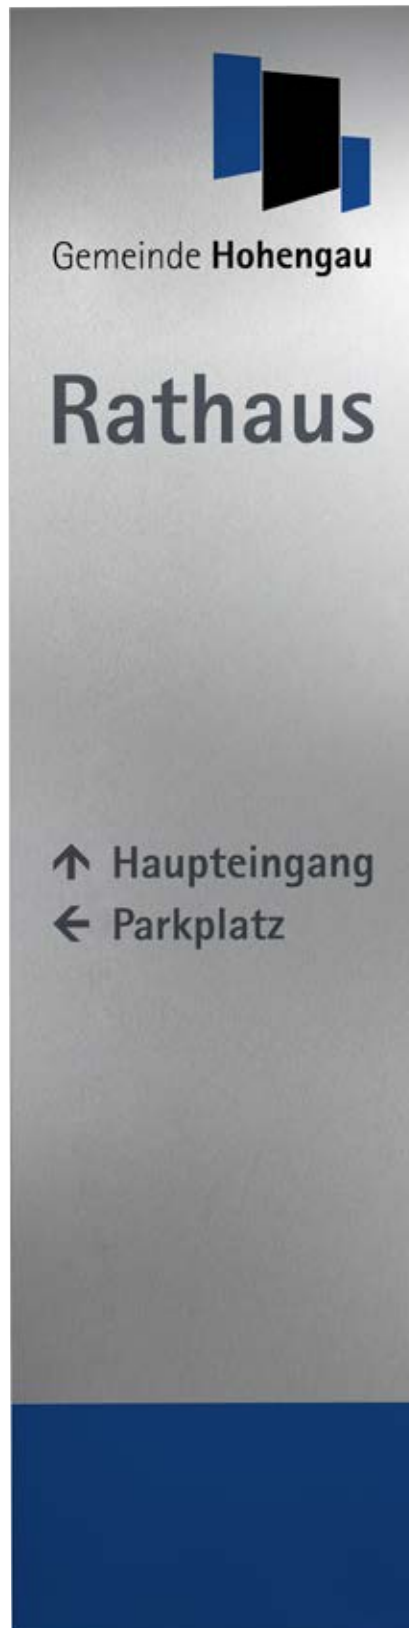 Gemeinde Hohengau
Rathaus
↑ Haupteingang
← Parkplatz